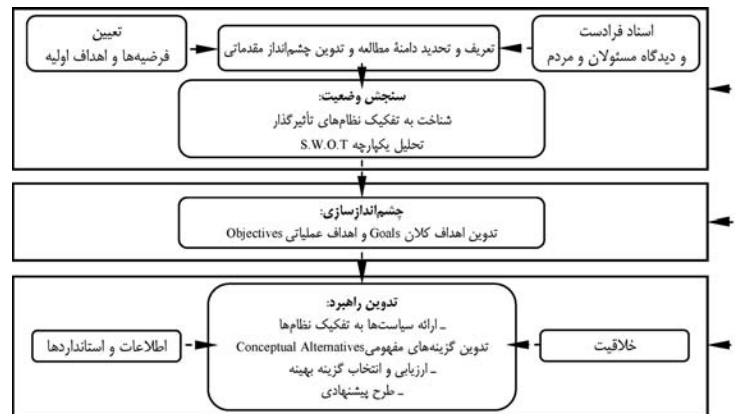 اسناد فرادست
و دیدگاه مسئولان و مردم
تعریف و تحدید دامنهٔ مطالعه و تدوین چشم‌انداز مقدماتی
تعیین
فرضیه‌ها و اهداف اولیه
سنجش وضعیت:
شناخت به تفکیک نظام‌های تأثیرگذار
تحلیل یکپارچه S.W.O.T
چشم‌اندازسازی:
تدوین اهداف کلان Goals و اهداف عملیاتی Objectives
تدوین راهبرد:
ـ ارائه سیاست‌ها به تفکیک نظام‌ها
تدوین گزینه‌های مفهومی Conceptual Alternatives
ـ ارزیابی و انتخاب گزینه بهینه
ـ طرح پیشنهادی
خلاقیت
اطلاعات و استانداردها